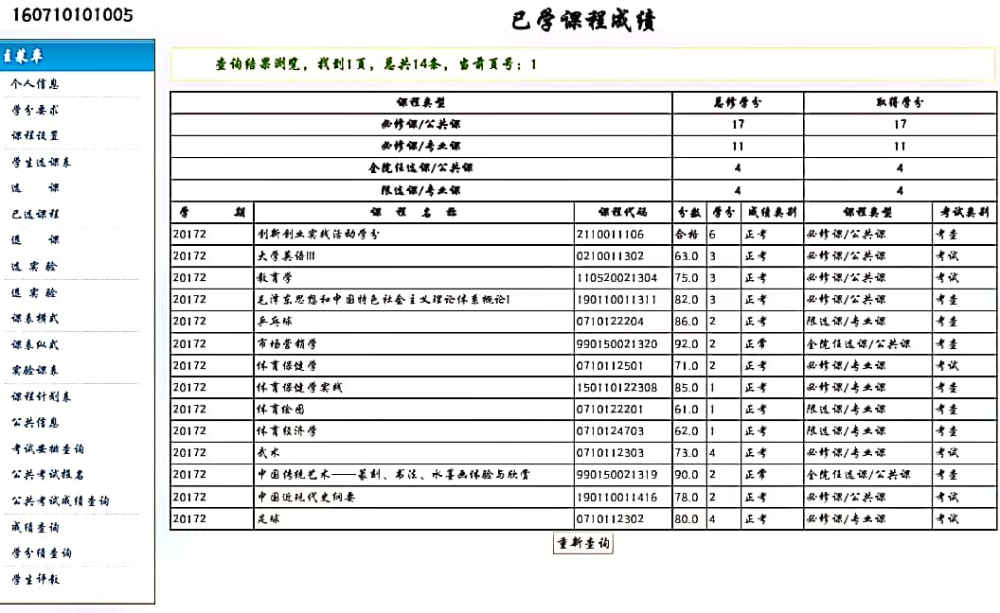 160710101005
已学课程成绩
主菜单
个人信息
学分要求
课程设置
学生选课表
选 课
已选课程
退 课
选 实 验
退 实 验
课表横式
课表纵式
实验课表
课程计划表
公共信息
考试安排查询
公共考试报名
公共考试成绩查询
成绩查询
学分绩查询
学生评教
查询结果浏览，找到1页，总共14条，当前页号：1
课程类型 总修学分 取得学分
必修课/公共课 17 17
必修课/专业课 11 11
全院任选课/公共课 4 4
限选课/专业课 4 4
学 期 课 程 名 称 课程代码 分数 学分 成绩类别 课程类型 考试类别
20172 创新创业实践活动学分 2110011106 合格 6 正考 必修课/公共课 考查
20172 大学英语III 0210011302 63.0 3 正考 必修课/公共课 考试
20172 教育学 110520021304 75.0 3 正考 必修课/公共课 考试
20172 毛泽东思想和中国特色社会主义理论体系概论1 190110011311 82.0 3 正考 必修课/公共课 考查
20172 乒乓球 0710122204 86.0 2 正考 限选课/专业课 考查
20172 市场营销学 990150021320 92.0 2 正常 全院任选课/公共课 考查
20172 体育保健学 0710112501 71.0 2 正考 必修课/专业课 考试
20172 体育保健学实践 150110122308 85.0 1 正考 必修课/专业课 考查
20172 体育绘图 0710122201 61.0 1 正考 限选课/专业课 考查
20172 体育经济学 0710124703 62.0 1 正考 限选课/专业课 考查
20172 武术 0710112303 73.0 4 正考 必修课/专业课 考试
20172 中国传统艺术——篆刻、书法、水墨画体验与欣赏 990150021319 90.0 2 正常 全院任选课/公共课 考查
20172 中国近现代史纲要 190110011416 78.0 2 正考 必修课/公共课 考试
20172 足球 0710112302 80.0 4 正考 必修课/专业课 考试
重新查询